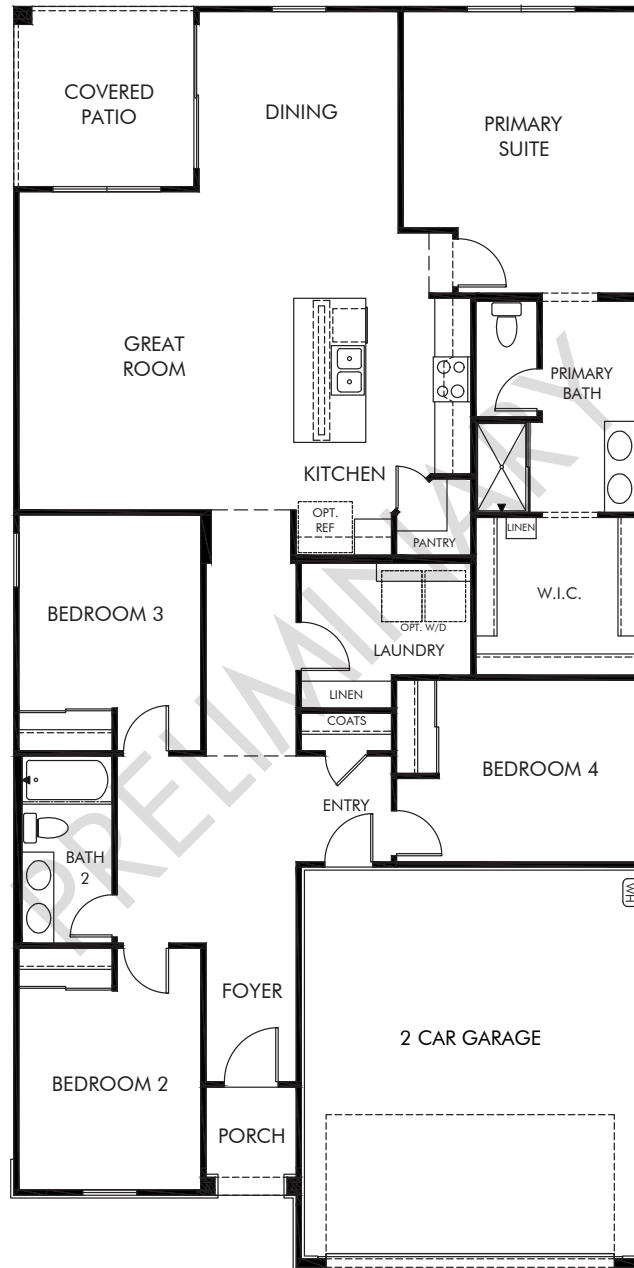 COVERED
PATIO
DINING
PRIMARY
SUITE
GREAT
ROOM
PRIMARY
BATH
KITCHEN
OPT.
REF
PANTRY
LINEN
W.I.C.
BEDROOM 3
OPT. W/D
LAUNDRY
LINEN
COATS
BEDROOM 4
ENTRY
BATH
2
WH
FOYER
2 CAR GARAGE
BEDROOM 2
PORCH
PRELIMINARY